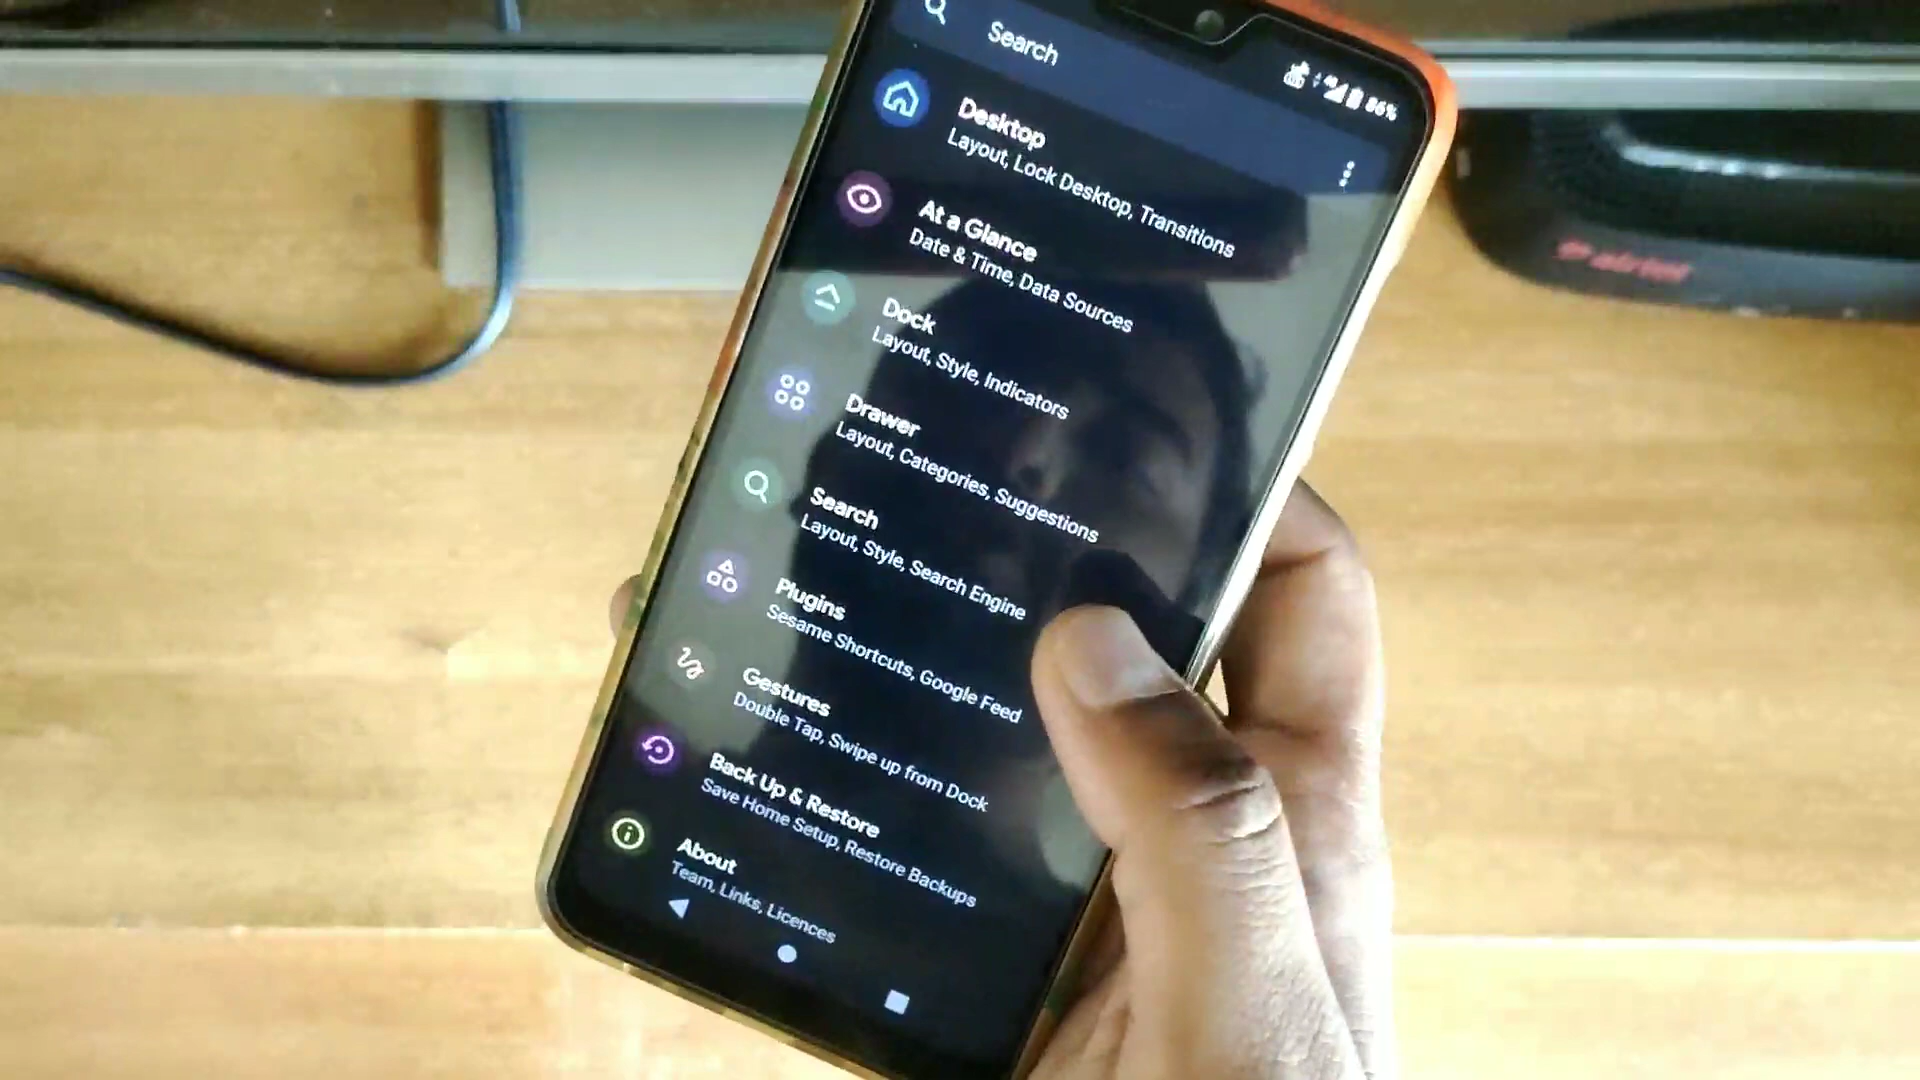 Search
86%
Desktop
Layout, Lock Desktop, Transitions
At a Glance
Date & Time, Data Sources
Dock
Layout, Style, Indicators
Drawer
Layout, Categories, Suggestions
Search
Layout, Style, Search Engine
Plugins
Sesame Shortcuts, Google Feed
Gestures
Double Tap, Swipe up from Dock
Back Up & Restore
Save Home Setup, Restore Backups
About
Team, Links, Licences
airtel